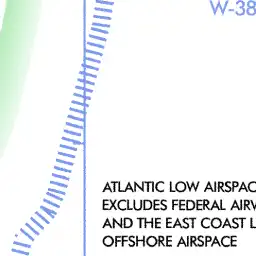 W-38
ATLANTIC LOW AIRSPAC
EXCLUDES FEDERAL AIRW
AND THE EAST COAST L
OFFSHORE AIRSPACE